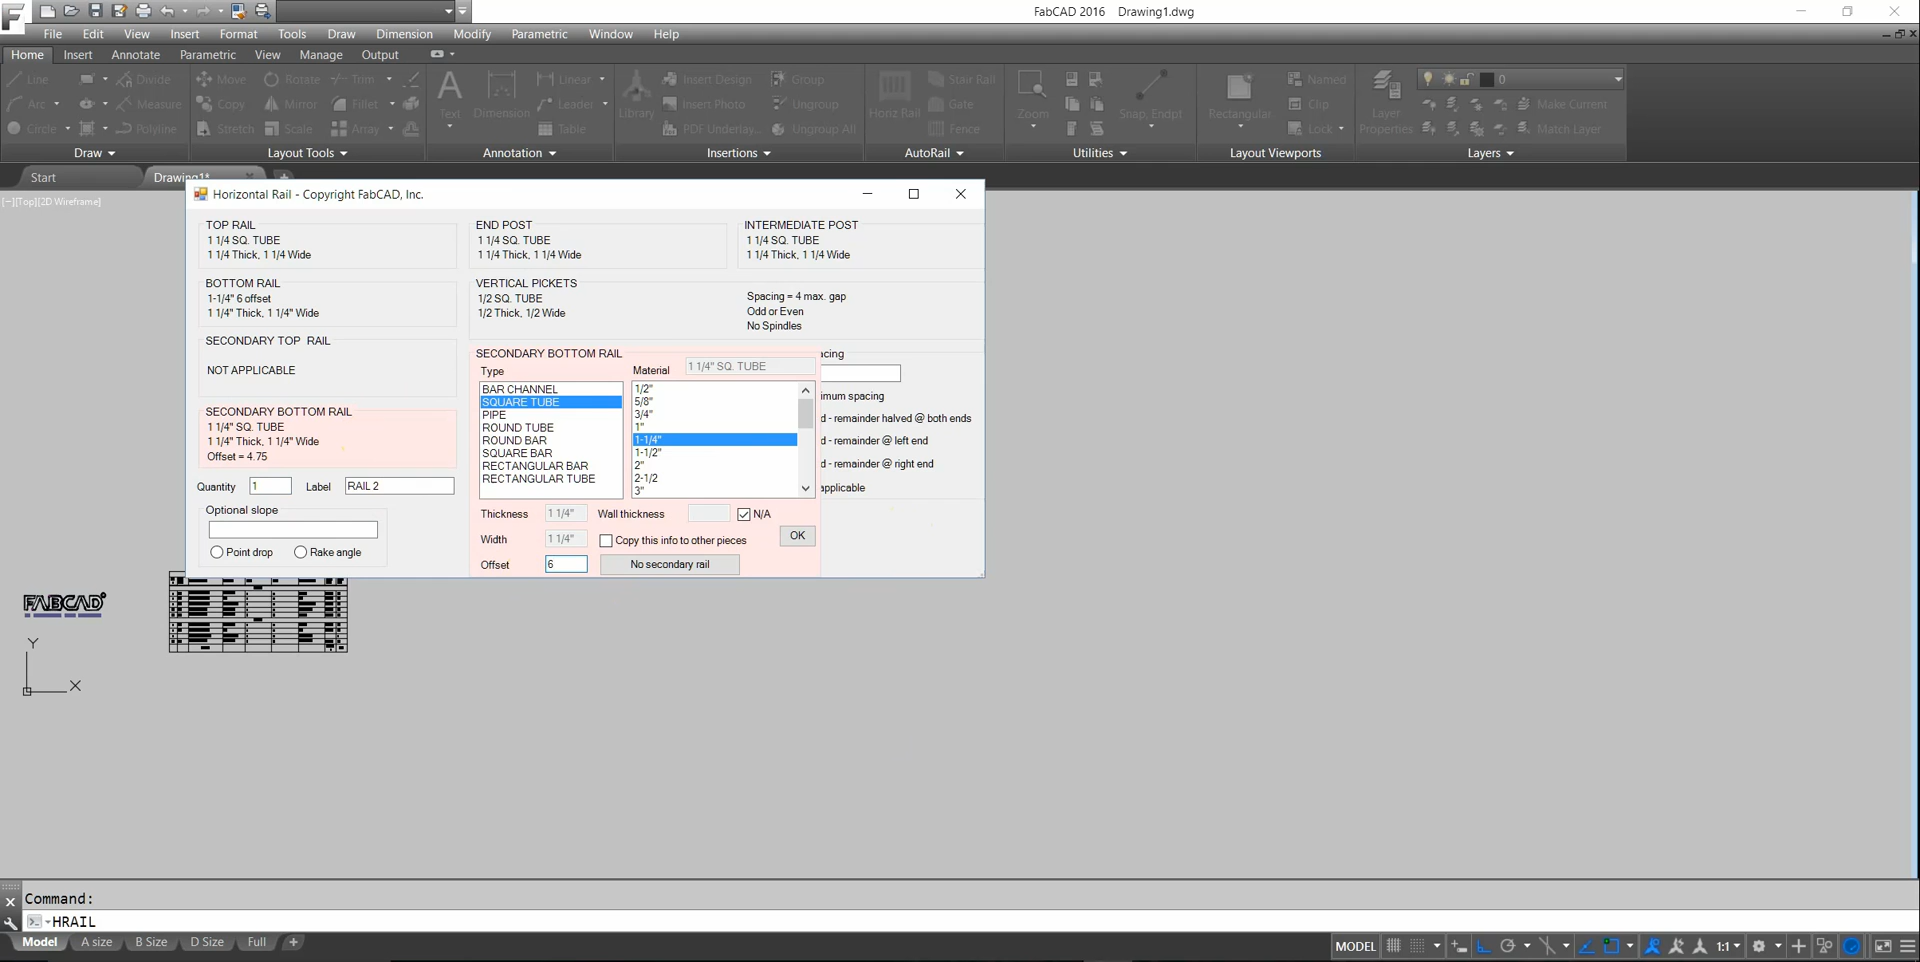 FabCAD 2016 Drawing1.dwg
File Edit View Insert Format Tools Draw Dimension Modify Parametric Window Help
Home Insert Annotate Parametric View Manage Output
Line Divide Move Rotate Trim Linear Insert Design Group Stair Rail Named 0
Arc Measure Copy Mirror Fillet Leader Insert Photo Ungroup Gate Clip Make Current
Text Dimension Library Hooz Rail Zoom Snap, Endpt Rectangular Layer Properties
Circle Polyline Stretch Scale Array Table PDF Underlay... Ungroup All Fence Lock Match Layer
Draw Layout Tools Annotation Insertions AutoRail Utilities Layout Viewports Layers
Start Drawing1*
[−][Top][2D Wireframe]
Horizontal Rail - Copyright FabCAD, Inc.
TOP RAIL
1 1/4 SQ. TUBE
1 1/4 Thick, 1 1/4 Wide
END POST
1 1/4 SQ. TUBE
1 1/4 Thick, 1 1/4 Wide
INTERMEDIATE POST
1 1/4 SQ. TUBE
1 1/4 Thick, 1 1/4 Wide
BOTTOM RAIL
1-1/4" 6 offset
1 1/4" Thick, 1 1/4" Wide
VERTICAL PICKETS
1/2 SQ. TUBE
1/2 Thick, 1/2 Wide
Spacing = 4 max. gap
Odd or Even
No Spindles
SECONDARY TOP RAIL
NOT APPLICABLE
SECONDARY BOTTOM RAIL
1 1/4" SQ. TUBE
1 1/4" Thick, 1 1/4" Wide
Offset = 4.75
Quantity 1 Label RAIL 2
Optional slope
Point drop Rake angle
SECONDARY BOTTOM RAIL
Type Material 1 1/4" SQ. TUBE
BAR CHANNEL
SQUARE TUBE
PIPE
ROUND TUBE
ROUND BAR
SQUARE BAR
RECTANGULAR BAR
RECTANGULAR TUBE
1/2"
5/8"
3/4"
1"
1-1/4"
1-1/2"
2"
2-1/2
3"
Thickness 1 1/4" Wall thickness N/A
Width 1 1/4" Copy this info to other pieces OK
Offset 6 No secondary rail
acing
imum spacing
d - remainder halved @ both ends
d - remainder @ left end
d - remainder @ right end
applicable
FABCAD
Y
X
Command:
HRAIL
Model A size B Size D Size Full
MODEL 1:1